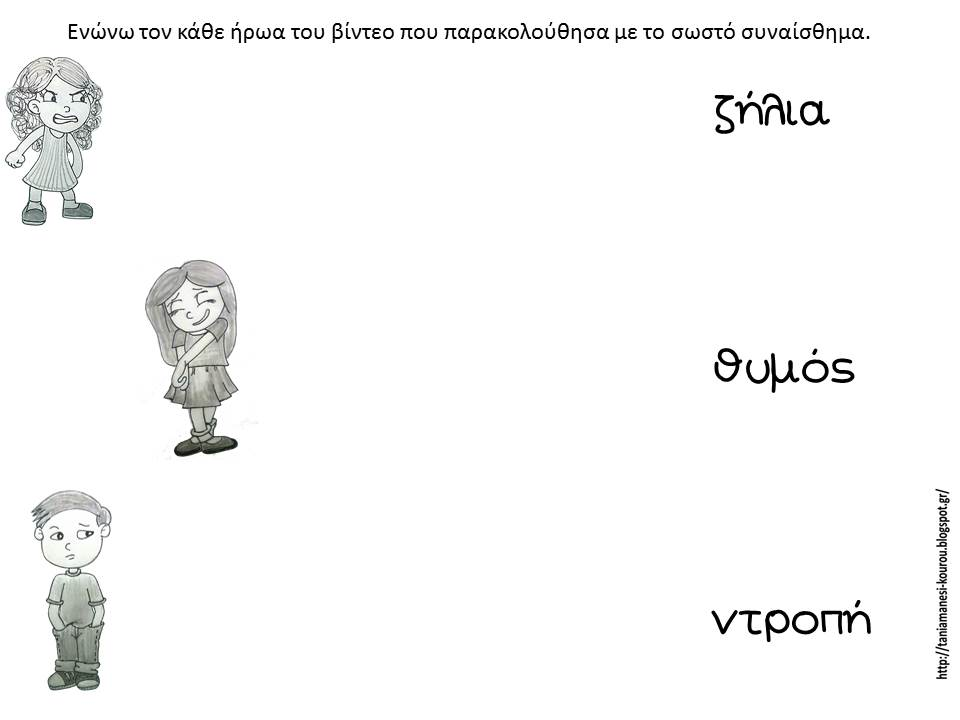 Ενώνω τον κάθε ήρωα του βίντεο που παρακολούθησα με το σωστό συναίσθημα.
ζήλια
θυμός
ντροπή
http://taniamanesi-kourou.blogspot.gr/